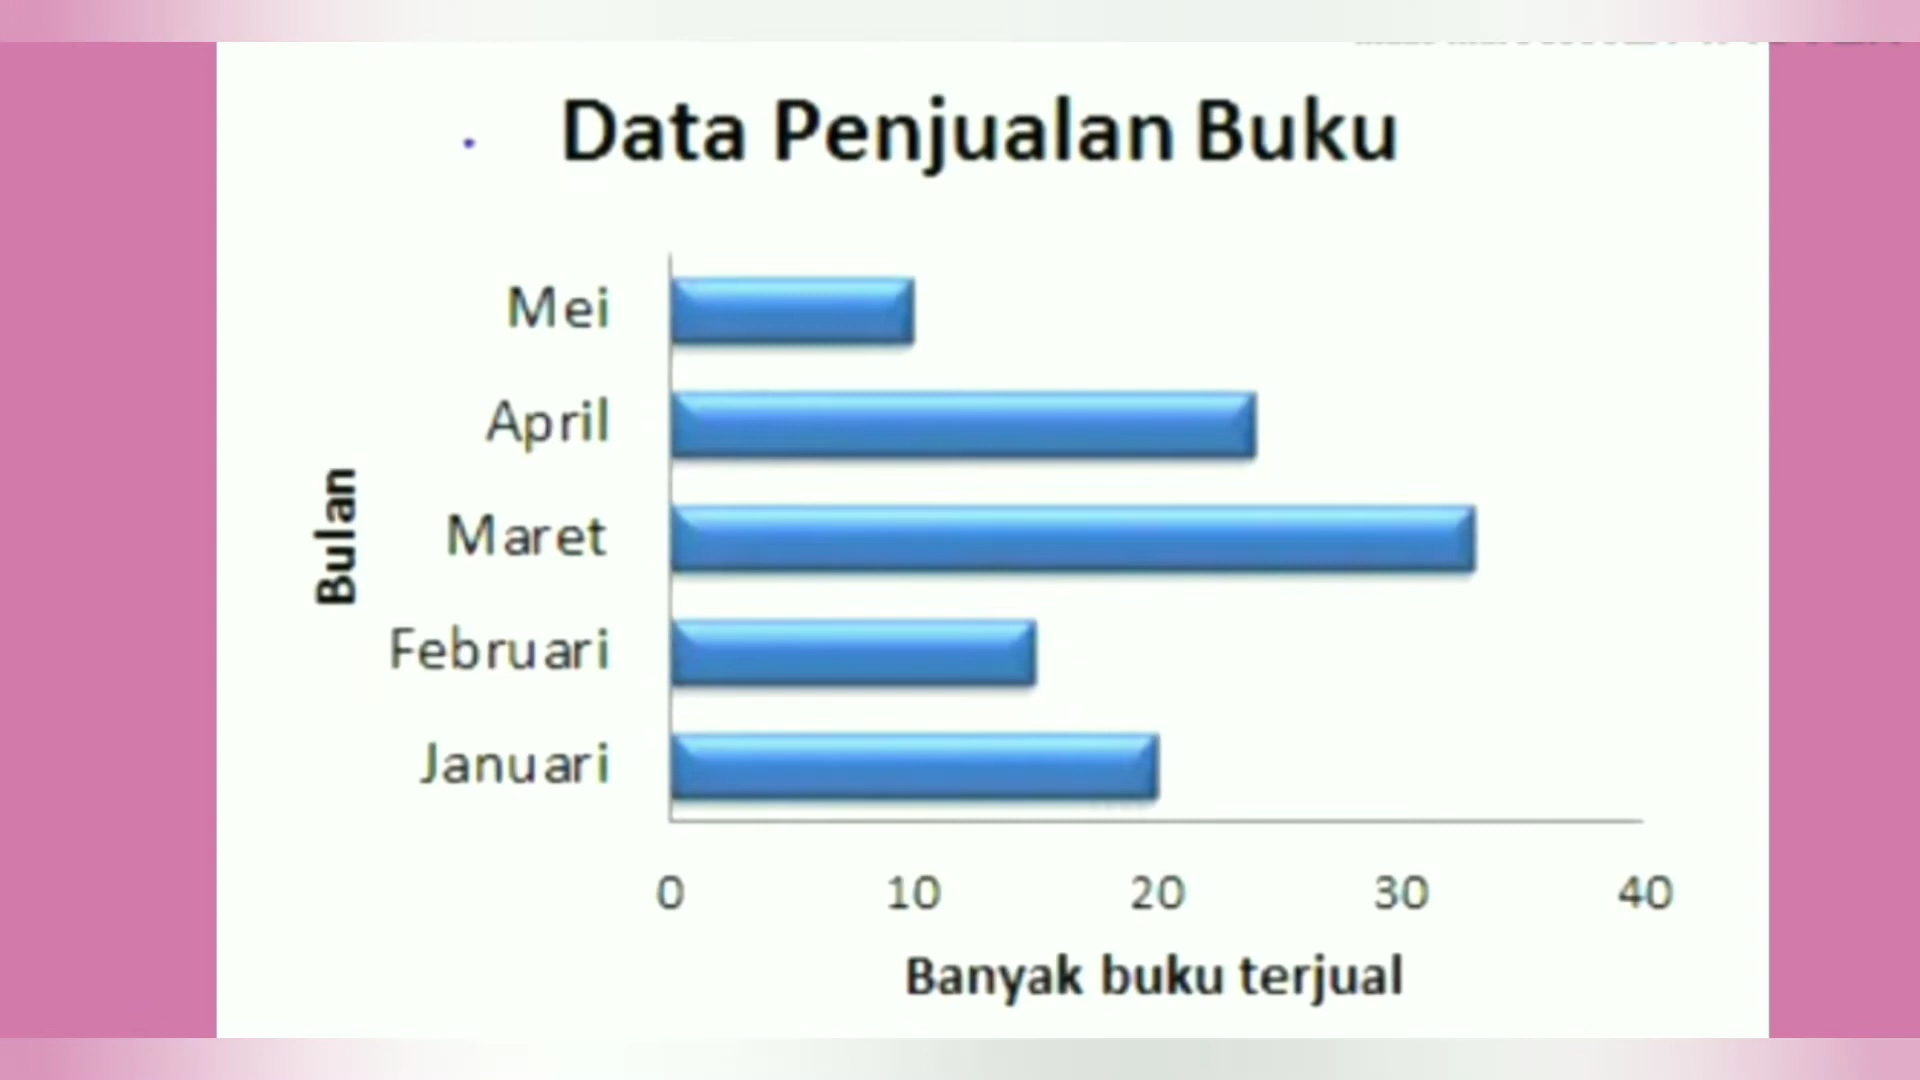 Data Penjualan Buku
Mei
April
Maret
Februari
Januari
Bulan
0 10 20 30 40
Banyak buku terjual